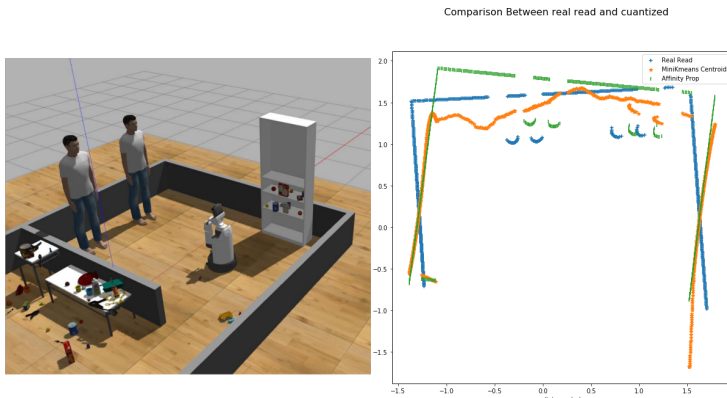 Comparison Between real read and cuantized
Real Read
MiniKmeans Centroid
Affinity Prop
2.0
1.5
1.0
0.5
0.0
−0.5
−1.0
−1.5
−1.5 −1.0 −0.5 0.0 0.5 1.0 1.5